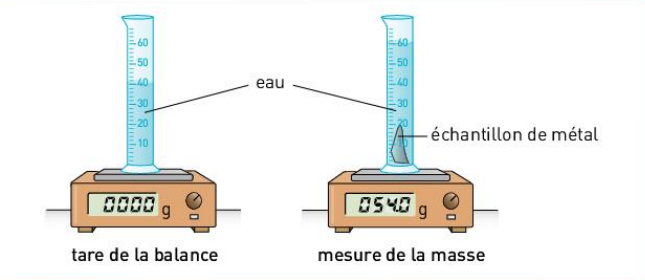 60
50
40
30
20
10
eau
60
50
40
30
20
10
échantillon de métal
0000 g
054.0 g
tare de la balance
mesure de la masse